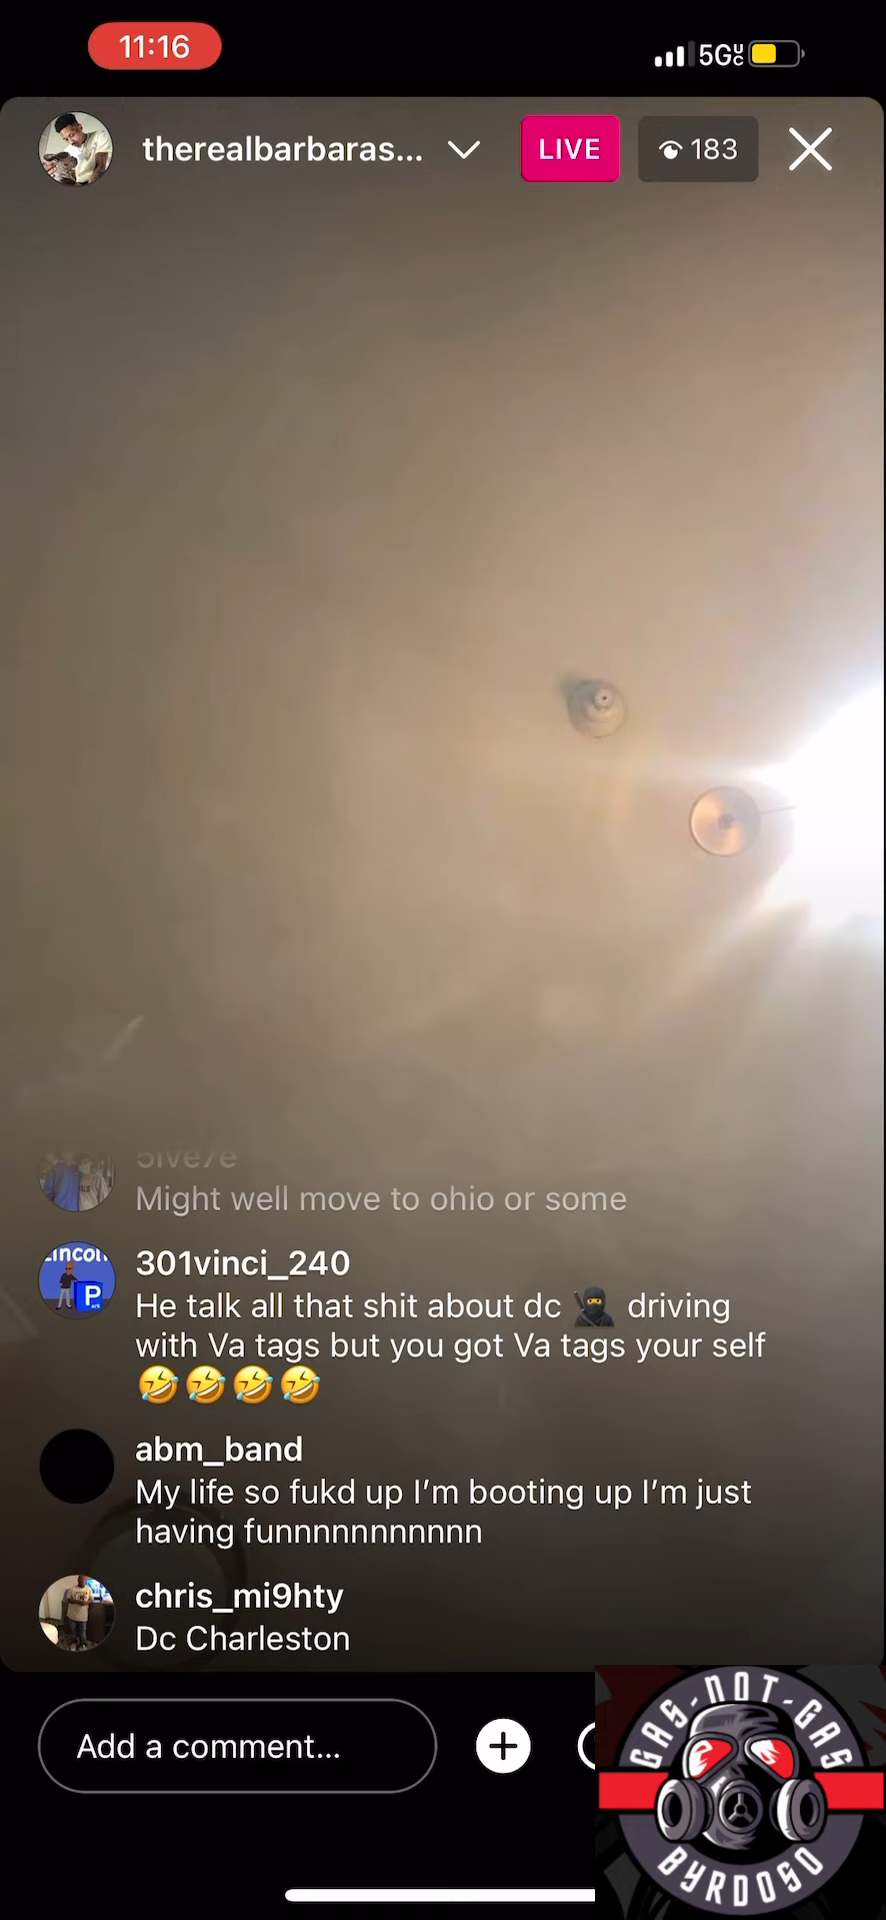 11:16
5G
therealbarbaras...
LIVE
183
5ive7e
Might well move to ohio or some
LINCOLN
P
301vinci_240
He talk all that shit about dc 🥷🏿 driving
with Va tags but you got Va tags your self
🤣🤣🤣🤣
abm_band
My life so fukd up I’m booting up I’m just
having funnnnnnnnnnn
chris_mi9hty
Dc Charleston
Add a comment...
GAS-NOT-GAS
BYRDOSO